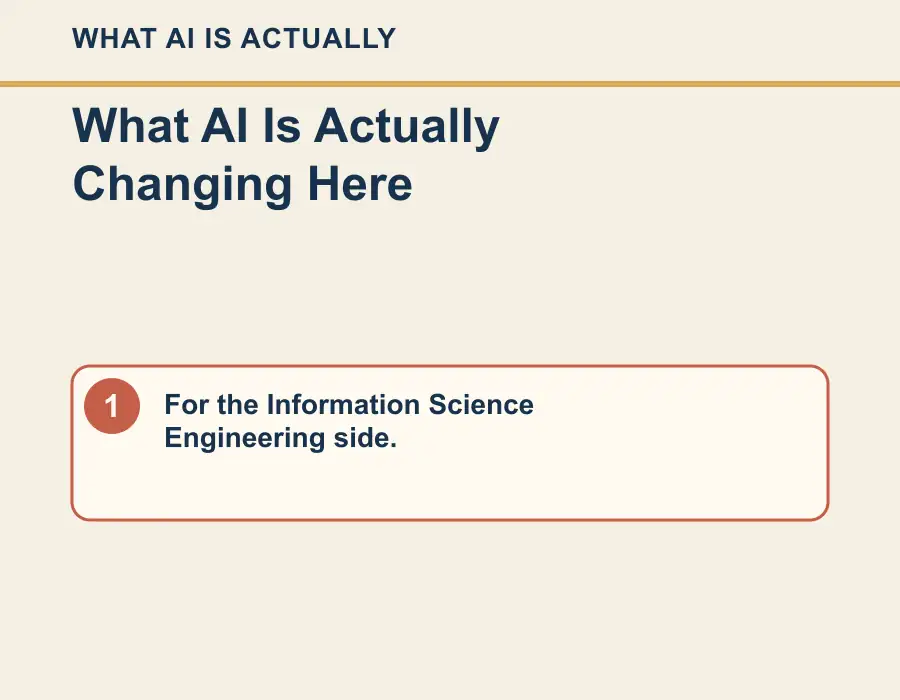 WHAT AI IS ACTUALLY
What AI Is Actually
Changing Here
1
For the Information Science
Engineering side.